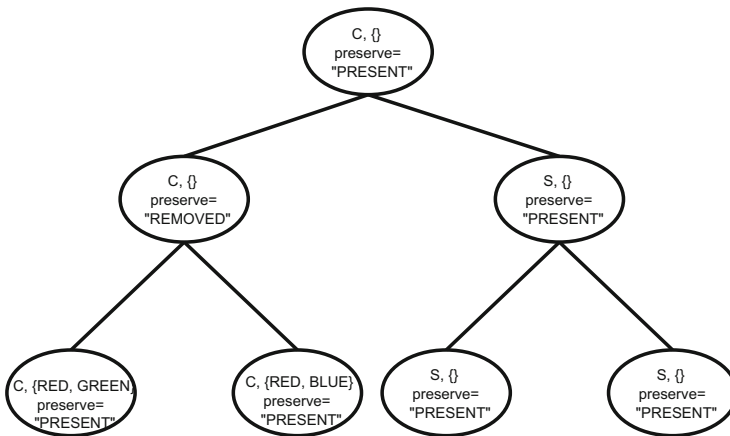 C, {}
preserve=
"PRESENT"
C, {}
preserve=
"REMOVED"
S, {}
preserve=
"PRESENT"
C, {RED, GREEN}
preserve=
"PRESENT"
C, {RED, BLUE}
preserve=
"PRESENT"
S, {}
preserve=
"PRESENT"
S, {}
preserve=
"PRESENT"